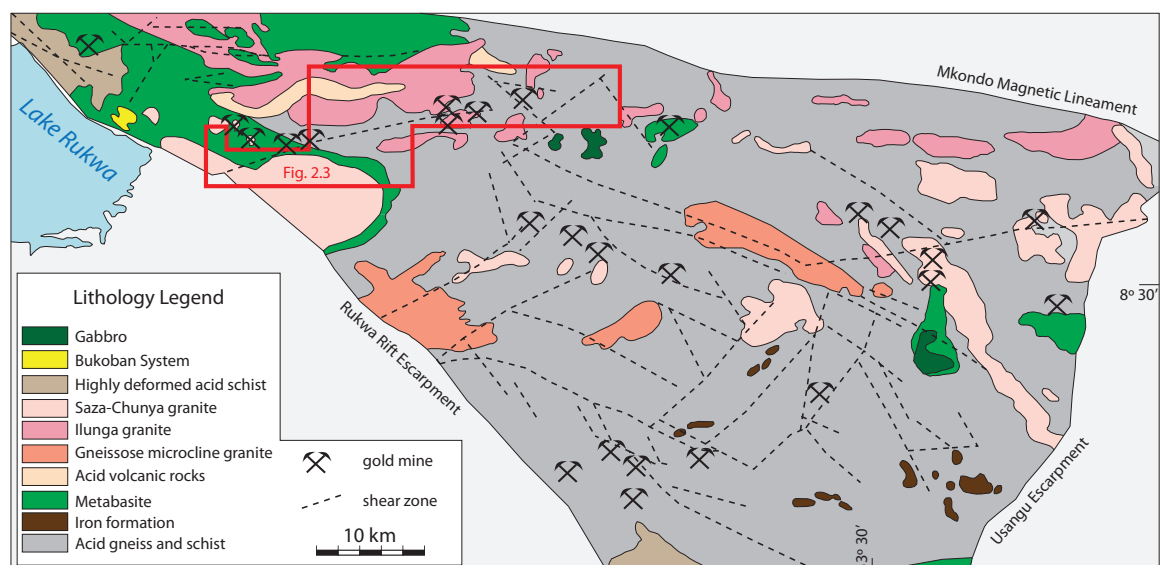 Mkondo Magnetic Lineament
Lake Rukwa
Fig. 2.3
8º 30'
Rukwa Rift Escarpment
Usangu Escarpment
3º 30'
Lithology Legend
Gabbro
Bukoban System
Highly deformed acid schist
Saza-Chunya granite
Ilunga granite
Gneissose microcline granite
Acid volcanic rocks
Metabasite
Iron formation
Acid gneiss and schist
gold mine
shear zone
10 km